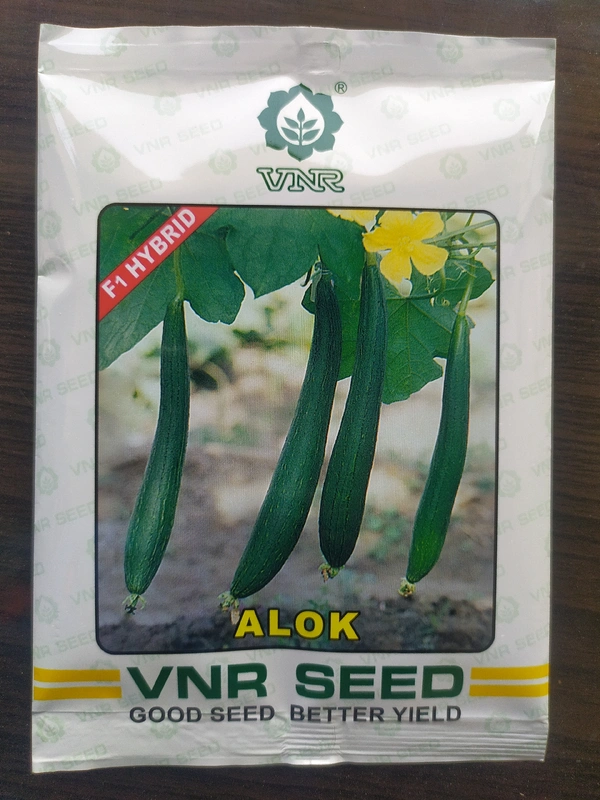 ®
VNR
F1 HYBRID
ALOK
VNR SEED
GOOD SEED BETTER YIELD